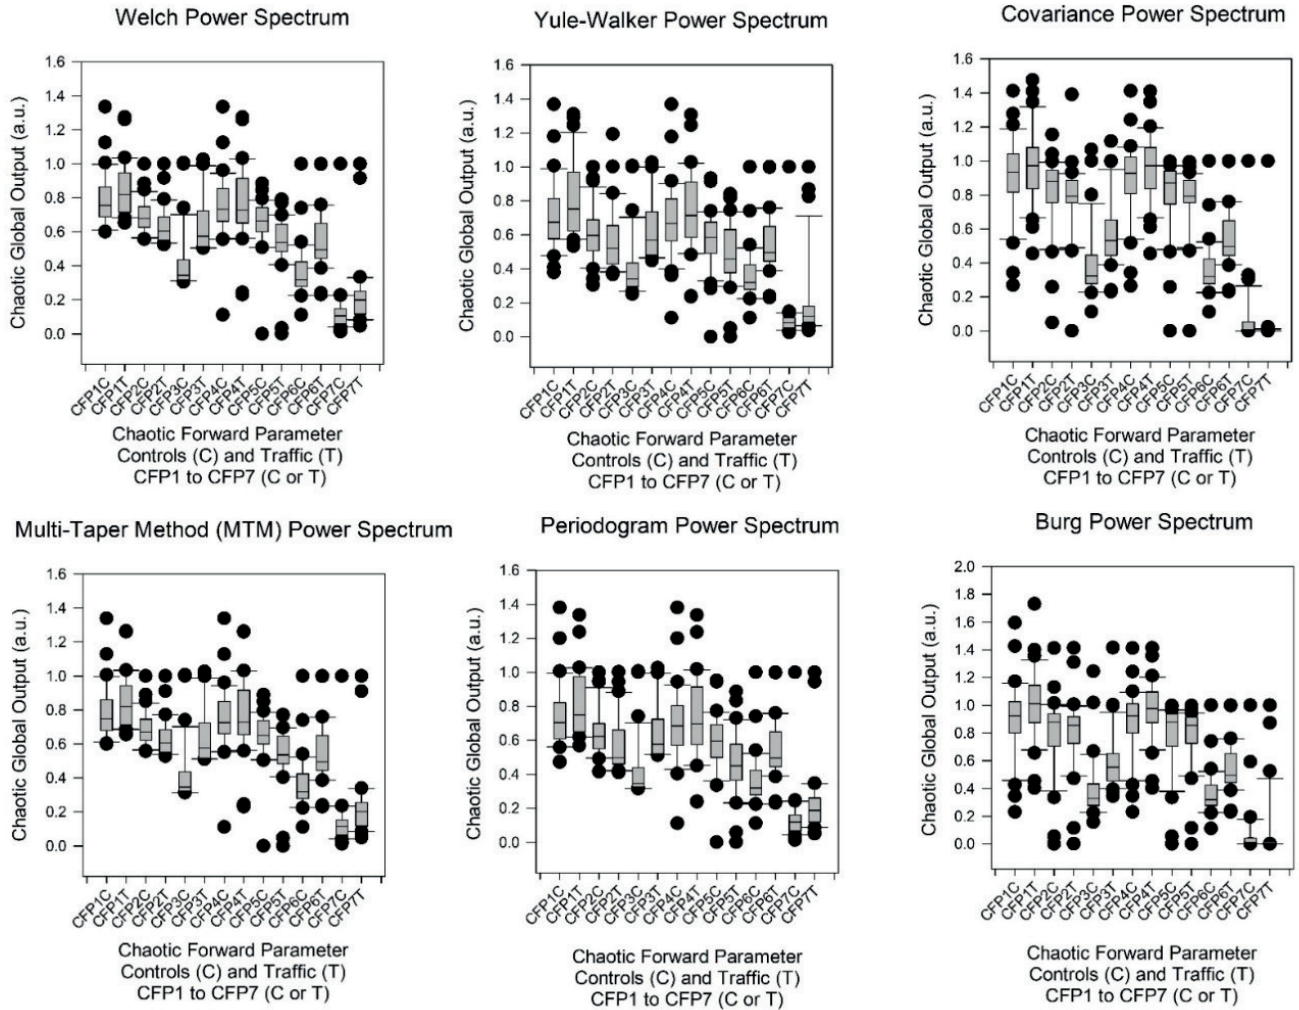 Welch Power Spectrum
Chaotic Global Output (a.u.)
1.6
1.4
1.2
1.0
0.8
0.6
0.4
0.2
0.0
CFP1C
CFP1T
CFP2C
CFP2T
CFP3C
CFP3T
CFP4C
CFP4T
CFP5C
CFP5T
CFP6C
CFP6T
CFP7C
CFP7T
Chaotic Forward Parameter
Controls (C) and Traffic (T)
CFP1 to CFP7 (C or T)
Yule-Walker Power Spectrum
Chaotic Global Output (a.u.)
1.6
1.4
1.2
1.0
0.8
0.6
0.4
0.2
0.0
CFP1C
CFP1T
CFP2C
CFP2T
CFP3C
CFP3T
CFP4C
CFP4T
CFP5C
CFP5T
CFP6C
CFP6T
CFP7C
CFP7T
Chaotic Forward Parameter
Controls (C) and Traffic (T)
CFP1 to CFP7 (C or T)
Covariance Power Spectrum
Chaotic Global Output (a.u.)
1.6
1.4
1.2
1.0
0.8
0.6
0.4
0.2
0.0
CFP1C
CFP1T
CFP2C
CFP2T
CFP3C
CFP3T
CFP4C
CFP4T
CFP5C
CFP5T
CFP6C
CFP6T
CFP7C
CFP7T
Chaotic Forward Parameter
Controls (C) and Traffic (T)
CFP1 to CFP7 (C or T)
Multi-Taper Method (MTM) Power Spectrum
Chaotic Global Output (a.u.)
1.6
1.4
1.2
1.0
0.8
0.6
0.4
0.2
0.0
CFP1C
CFP1T
CFP2C
CFP2T
CFP3C
CFP3T
CFP4C
CFP4T
CFP5C
CFP5T
CFP6C
CFP6T
CFP7C
CFP7T
Chaotic Forward Parameter
Controls (C) and Traffic (T)
CFP1 to CFP7 (C or T)
Periodogram Power Spectrum
Chaotic Global Output (a.u.)
1.6
1.4
1.2
1.0
0.8
0.6
0.4
0.2
0.0
CFP1C
CFP1T
CFP2C
CFP2T
CFP3C
CFP3T
CFP4C
CFP4T
CFP5C
CFP5T
CFP6C
CFP6T
CFP7C
CFP7T
Chaotic Forward Parameter
Controls (C) and Traffic (T)
CFP1 to CFP7 (C or T)
Burg Power Spectrum
Chaotic Global Output (a.u.)
2.0
1.8
1.6
1.4
1.2
1.0
0.8
0.6
0.4
0.2
0.0
CFP1C
CFP1T
CFP2C
CFP2T
CFP3C
CFP3T
CFP4C
CFP4T
CFP5C
CFP5T
CFP6C
CFP6T
CFP7C
CFP7T
Chaotic Forward Parameter
Controls (C) and Traffic (T)
CFP1 to CFP7 (C or T)